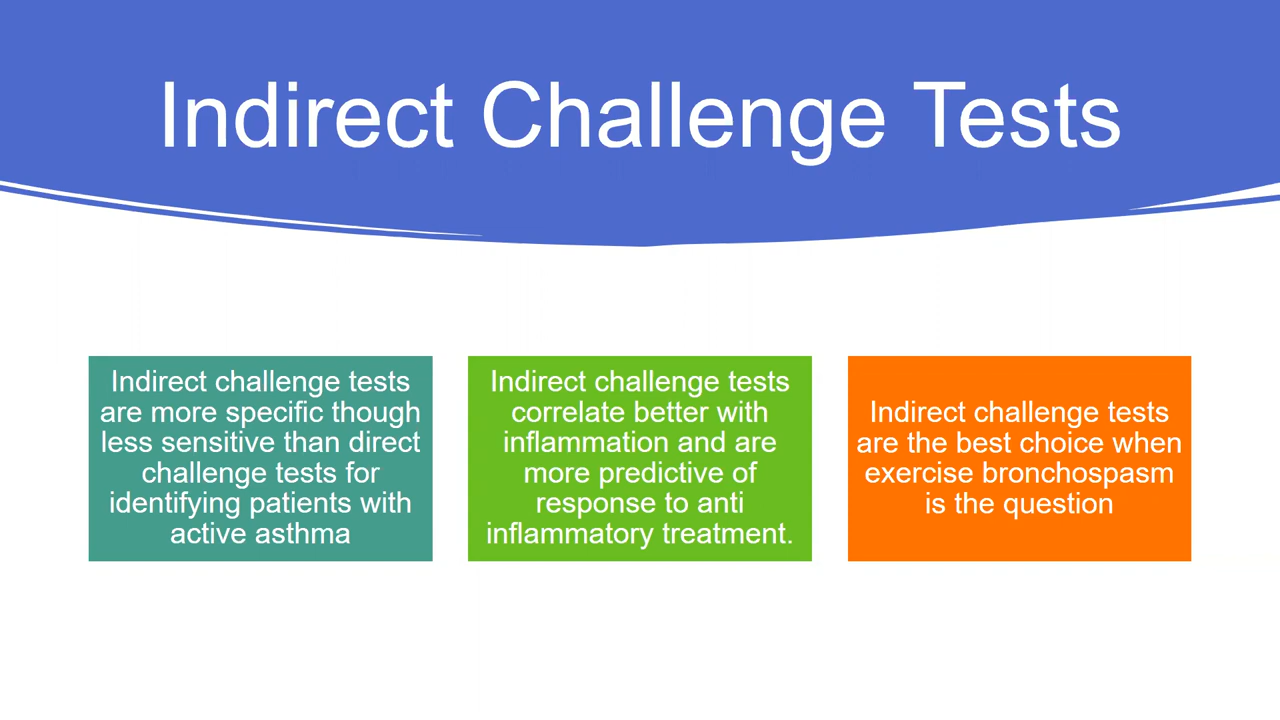 Indirect Challenge Tests
Indirect challenge tests
are more specific though
less sensitive than direct
challenge tests for
identifying patients with
active asthma
Indirect challenge tests
correlate better with
inflammation and are
more predictive of
response to anti
inflammatory treatment.
Indirect challenge tests
are the best choice when
exercise bronchospasm
is the question